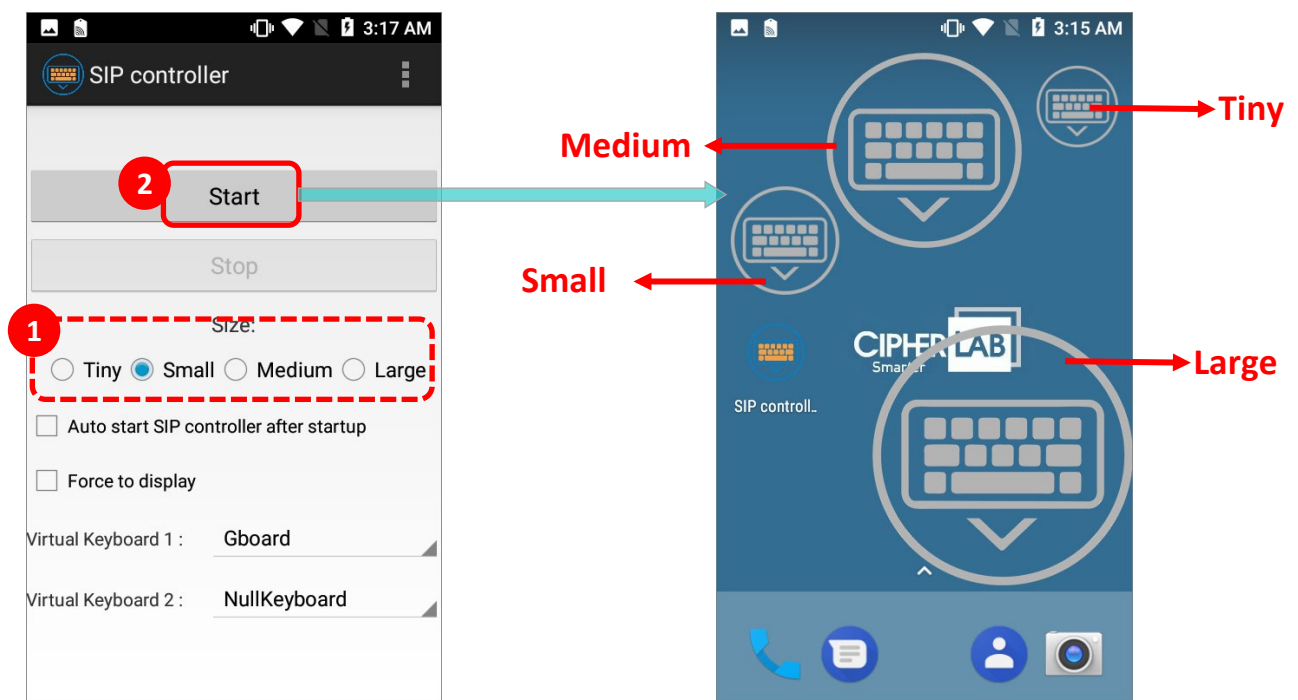 3:17 AM
SIP controller
2
Start
Stop
1
Size:
Tiny Small Medium Large
Auto start SIP controller after startup
Force to display
Virtual Keyboard 1 : Gboard
Virtual Keyboard 2 : NullKeyboard
3:15 AM
Tiny
Medium
Small
CIPHERLAB
Smarter
Large
SIP controll..